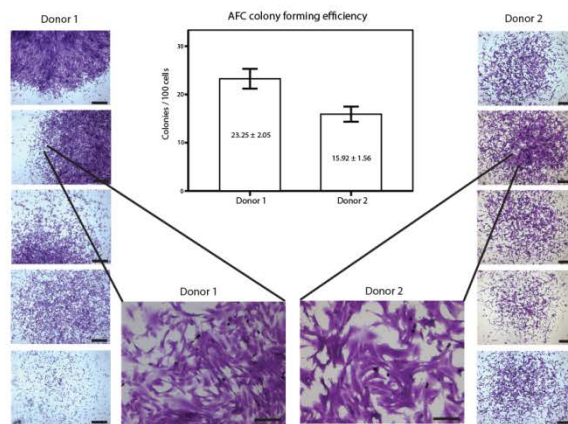 Donor 1
AFC colony forming efficiency
Donor 2
Colonies / 100 cells
30
20
10
0
23.25 ± 2.05
15.92 ± 1.56
Donor 1
Donor 2
Donor 1
Donor 2